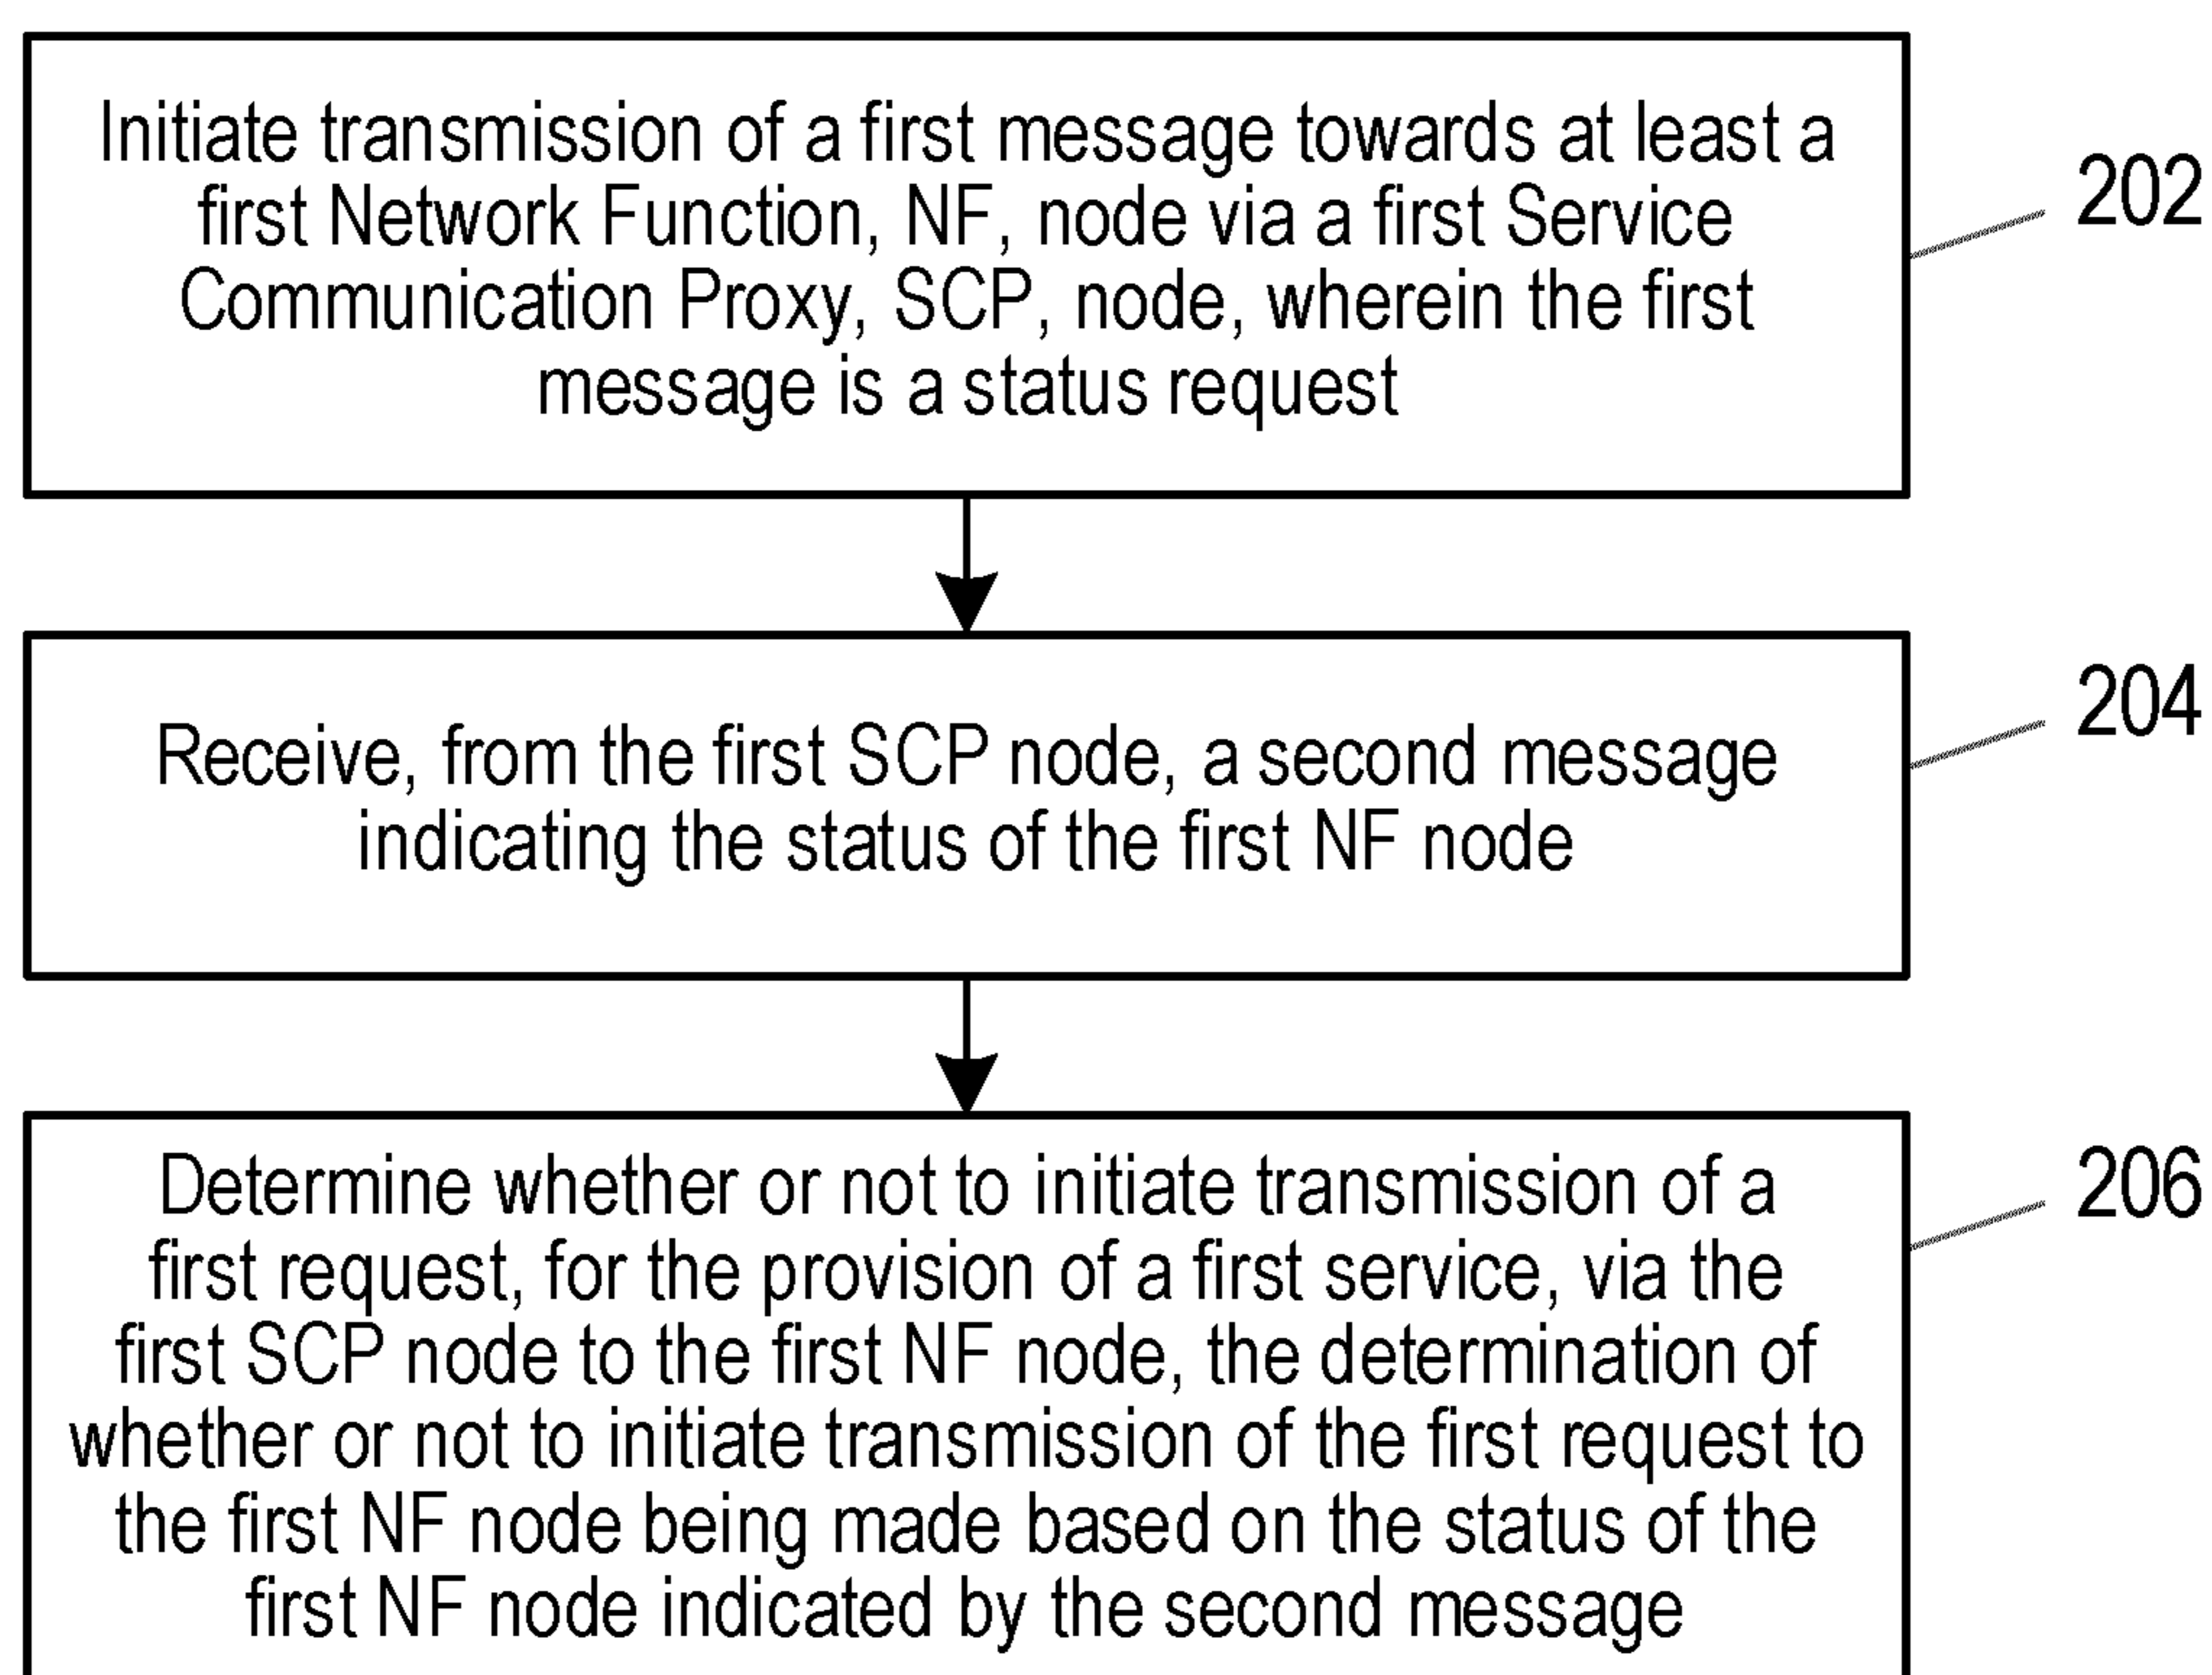 Initiate transmission of a first message towards at least a
first Network Function, NF, node via a first Service
Communication Proxy, SCP, node, wherein the first
message is a status request
202
Receive, from the first SCP node, a second message
indicating the status of the first NF node
204
Determine whether or not to initiate transmission of a
first request, for the provision of a first service, via the
first SCP node to the first NF node, the determination of
whether or not to initiate transmission of the first request to
the first NF node being made based on the status of the
first NF node indicated by the second message
206